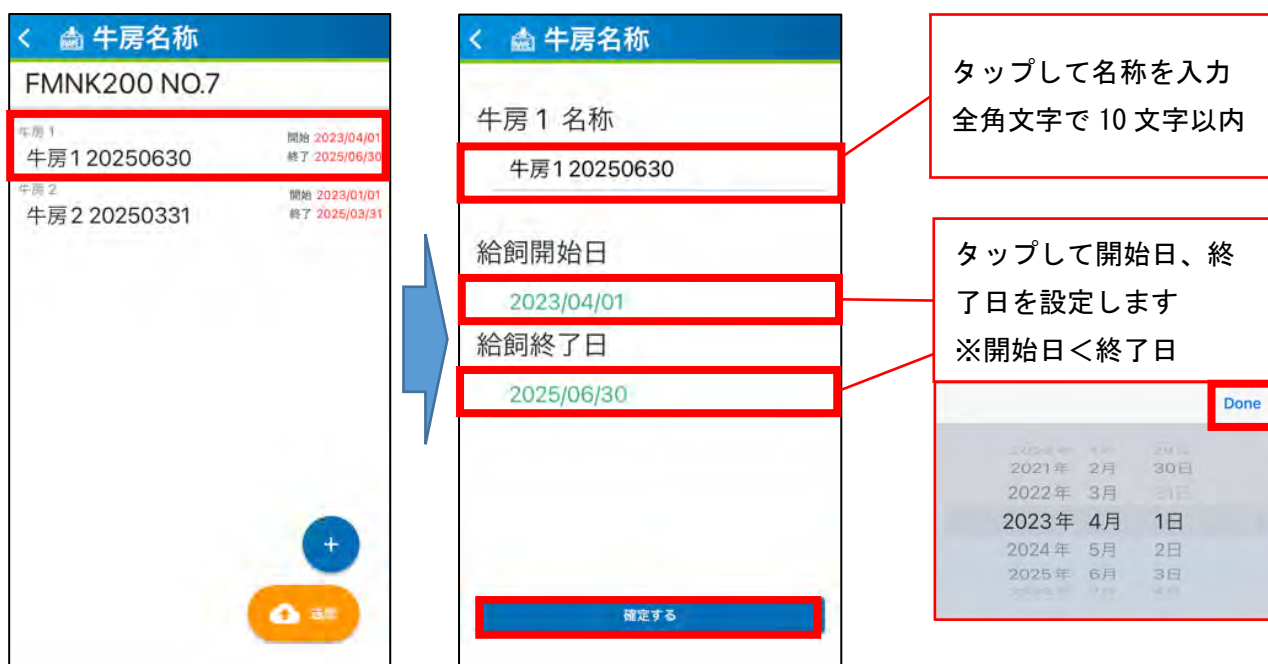 牛房名称
FMNK200 NO.7
牛房 1
開始 2023/04/01
牛房1 20250630
終了 2025/06/30
牛房 2
開始 2023/01/01
牛房2 20250331
終了 2025/03/31
+
牛房名称
牛房 1 名称
牛房1 20250630
給飼開始日
2023/04/01
給飼終了日
2025/06/30
確定する
タップして名称を入力
全角文字で 10 文字以内
タップして開始日、終
了日を設定します
※開始日＜終了日
Done
2021年 2月 30日
2022年 3月 31日
2023年 4月 1日
2024年 5月 2日
2025年 6月 3日